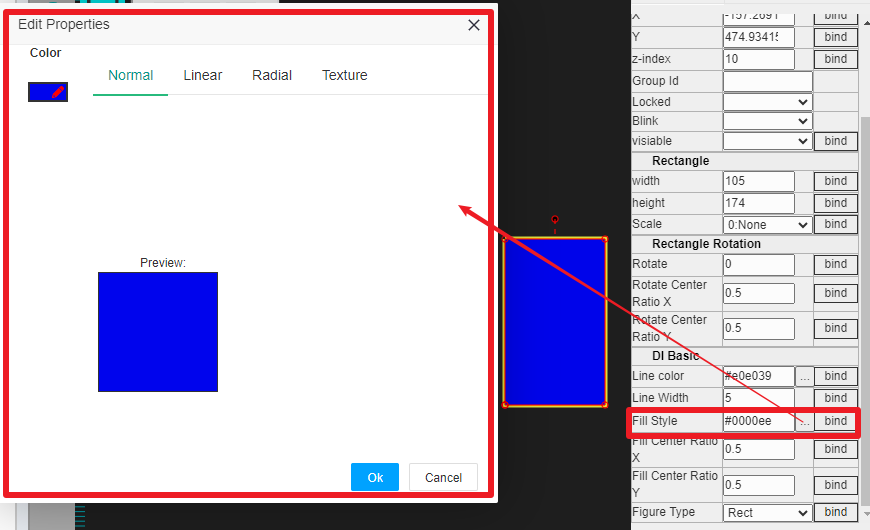 Edit Properties
Color
Normal Linear Radial Texture
Preview:
Ok Cancel
X -157.2691 bind
Y 474.93415 bind
z-index 10 bind
Group Id
Locked
Blink
visiable bind
Rectangle
width 105 bind
height 174 bind
Scale 0:None bind
Rectangle Rotation
Rotate 0 bind
Rotate Center
Ratio X 0.5 bind
Rotate Center
Ratio Y 0.5 bind
DI Basic
Line color #e0e039 ... bind
Line Width 5 bind
Fill Style #0000ee ... bind
Fill Center Ratio
X 0.5 bind
Fill Center Ratio
Y 0.5 bind
Figure Type Rect bind